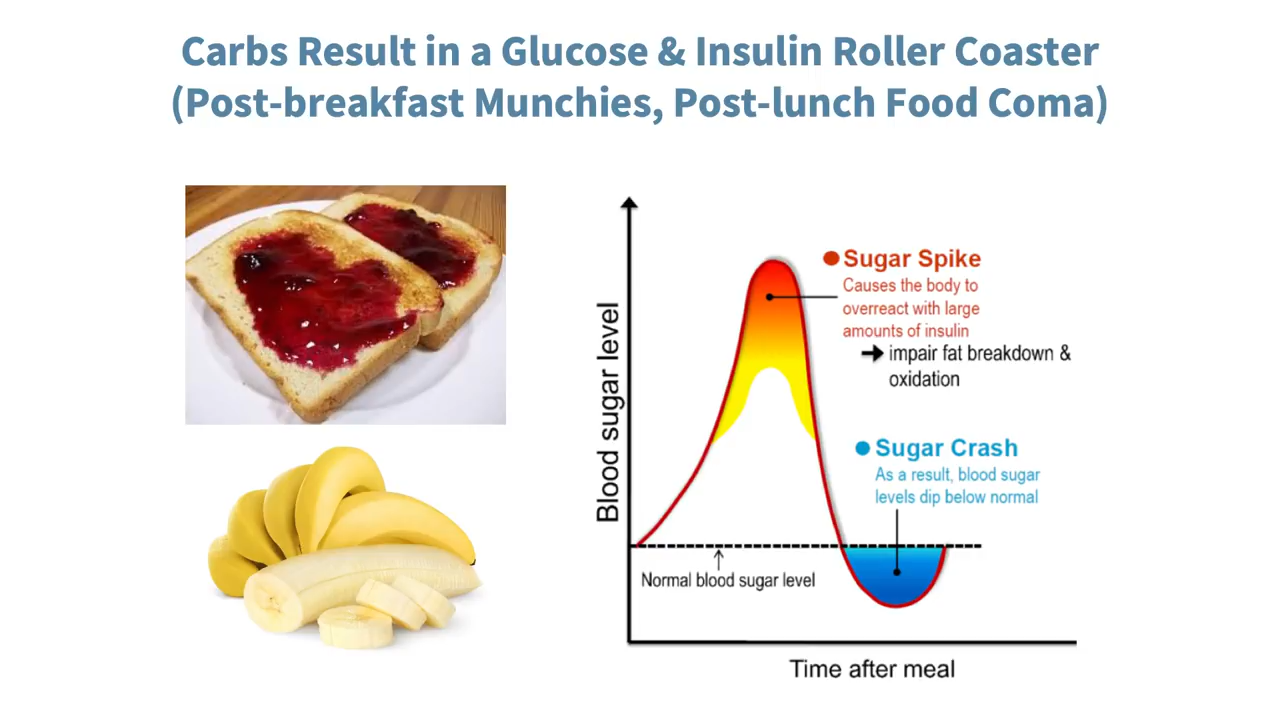 Carbs Result in a Glucose & Insulin Roller Coaster
(Post-breakfast Munchies, Post-lunch Food Coma)
Blood sugar level
Sugar Spike
Causes the body to
overreact with large
amounts of insulin
impair fat breakdown &
oxidation
Sugar Crash
As a result, blood sugar
levels dip below normal
Normal blood sugar level
Time after meal